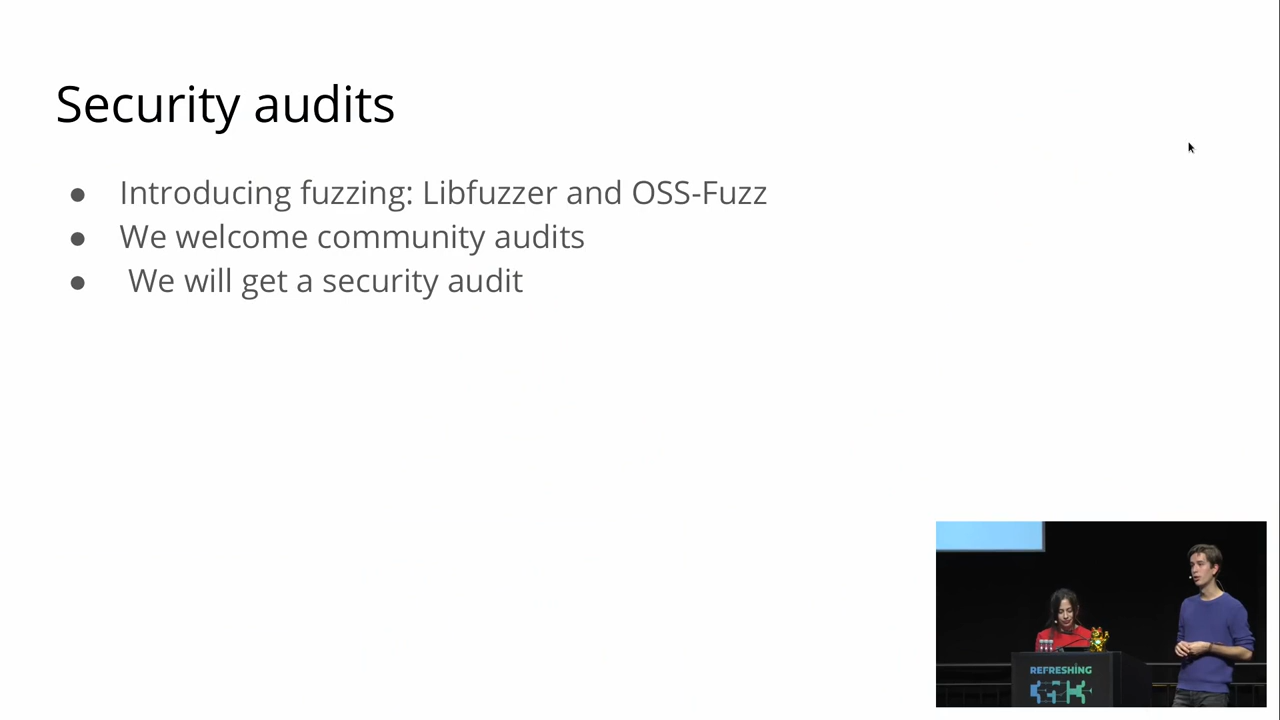 Security audits
● Introducing fuzzing: Libfuzzer and OSS-Fuzz
● We welcome community audits
● We will get a security audit
REFRESHING